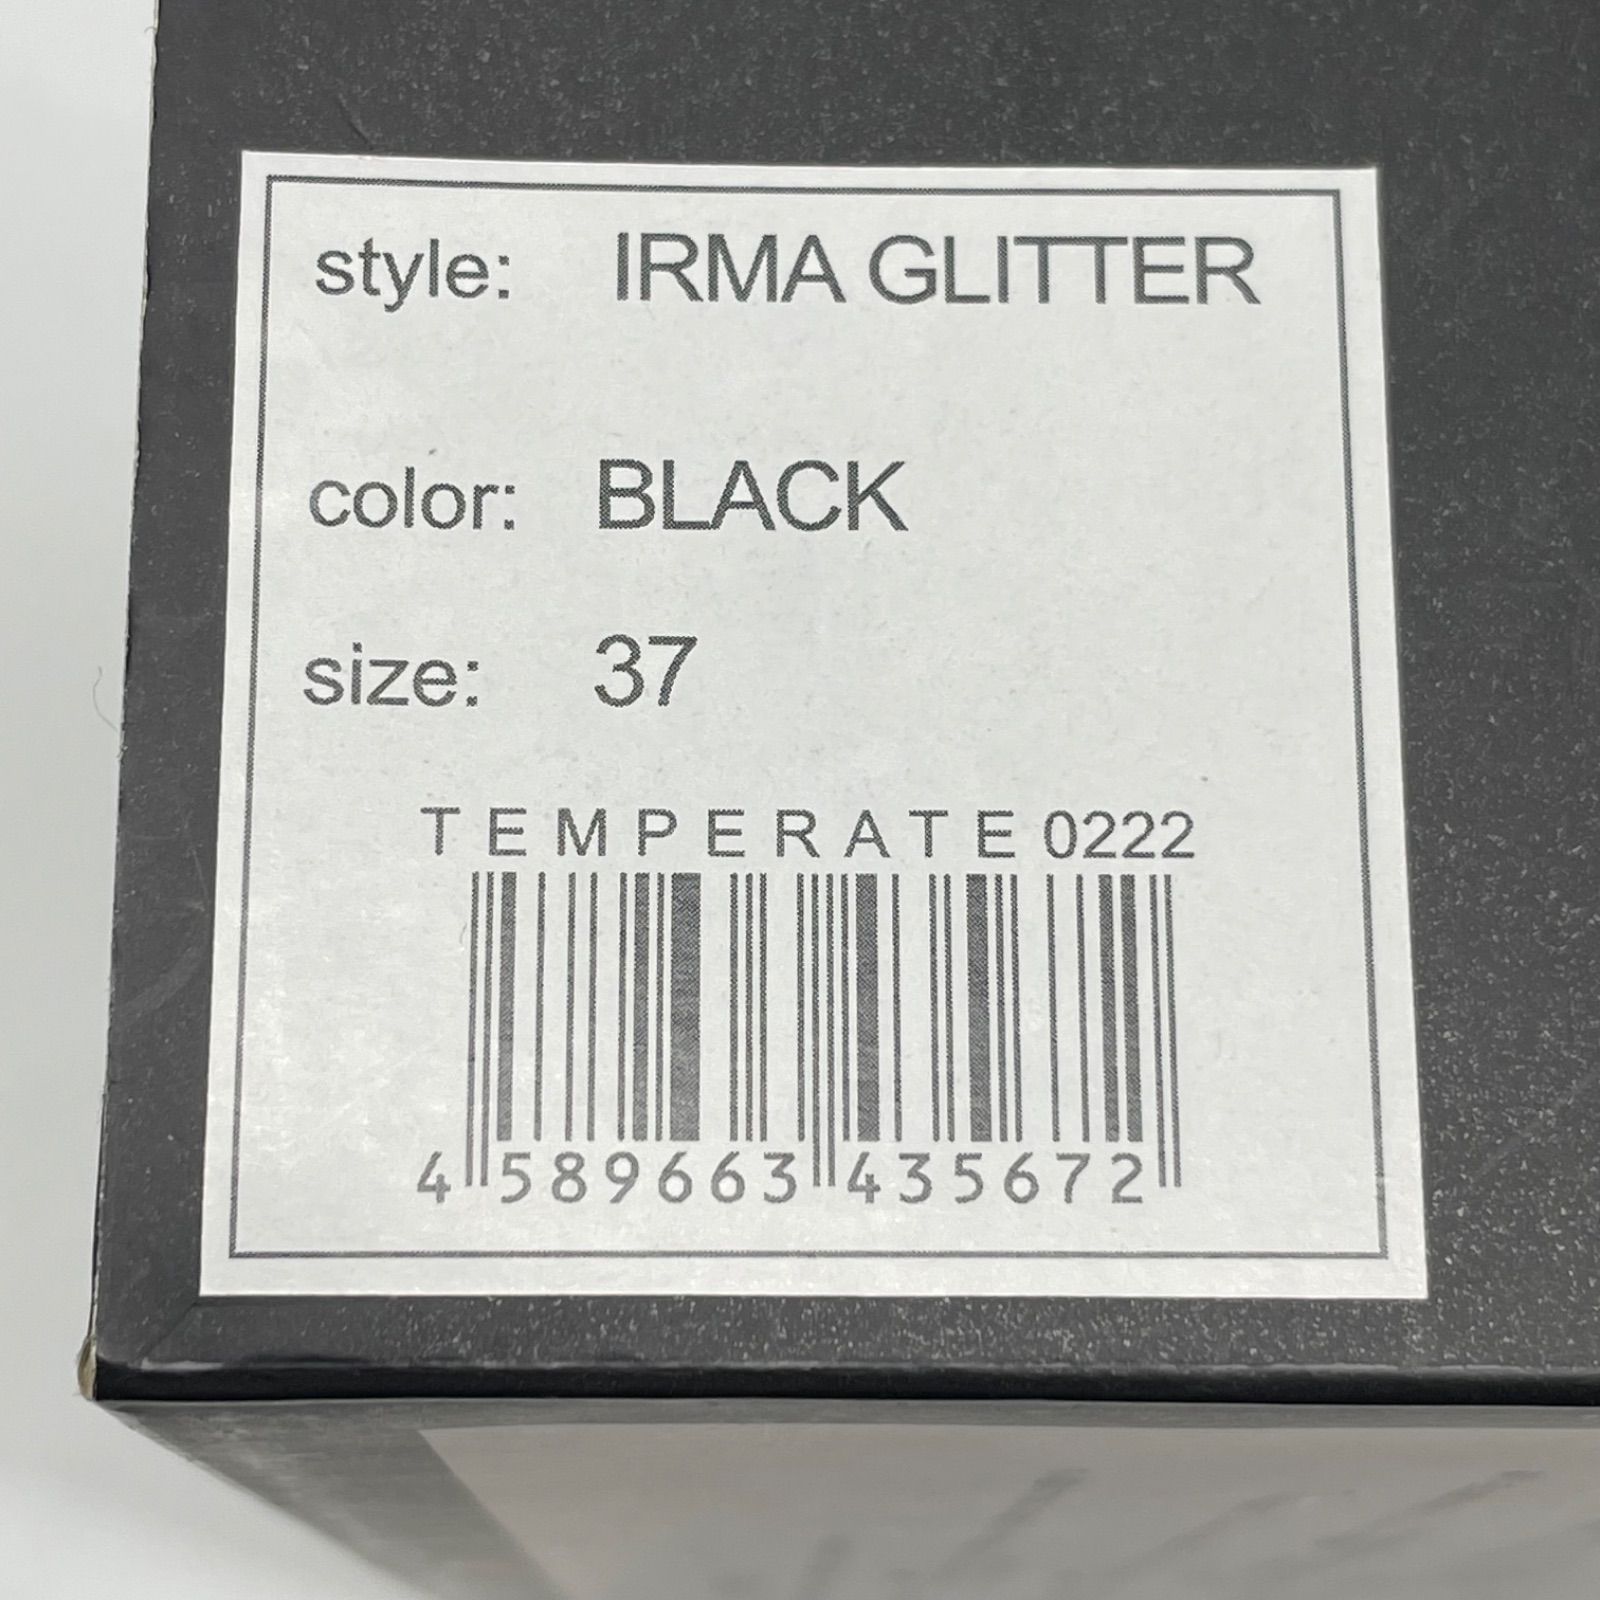 style: IRMA GLITTER
color: BLACK
size: 37
TEMPERATE 0222
4 589663 435672